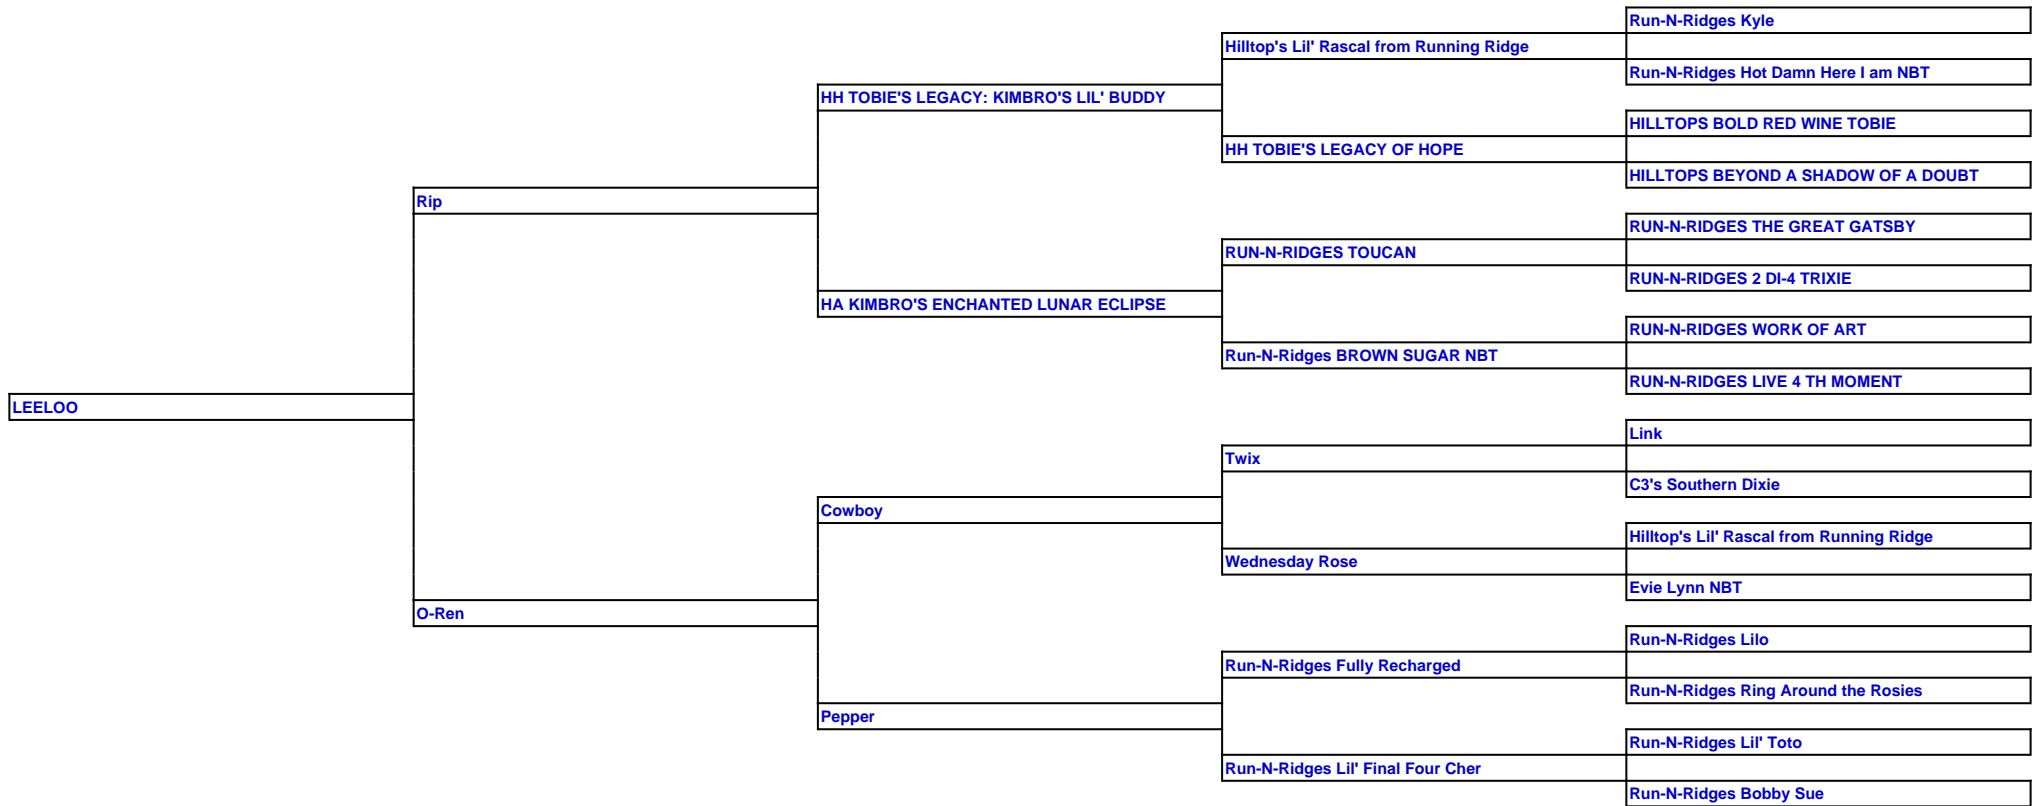 Run-N-Ridges Kyle
Hilltop's Lil' Rascal from Running Ridge
Run-N-Ridges Hot Damn Here I am NBT
HH TOBIE'S LEGACY: KIMBRO'S LIL' BUDDY
HILLTOPS BOLD RED WINE TOBIE
HH TOBIE'S LEGACY OF HOPE
HILLTOPS BEYOND A SHADOW OF A DOUBT
Rip
RUN-N-RIDGES THE GREAT GATSBY
RUN-N-RIDGES TOUCAN
RUN-N-RIDGES 2 DI-4 TRIXIE
HA KIMBRO'S ENCHANTED LUNAR ECLIPSE
RUN-N-RIDGES WORK OF ART
Run-N-Ridges BROWN SUGAR NBT
RUN-N-RIDGES LIVE 4 TH MOMENT
LEELOO
Link
Twix
C3's Southern Dixie
Cowboy
Hilltop's Lil' Rascal from Running Ridge
Wednesday Rose
Evie Lynn NBT
O-Ren
Run-N-Ridges Lilo
Run-N-Ridges Fully Recharged
Run-N-Ridges Ring Around the Rosies
Pepper
Run-N-Ridges Lil' Toto
Run-N-Ridges Lil' Final Four Cher
Run-N-Ridges Bobby Sue